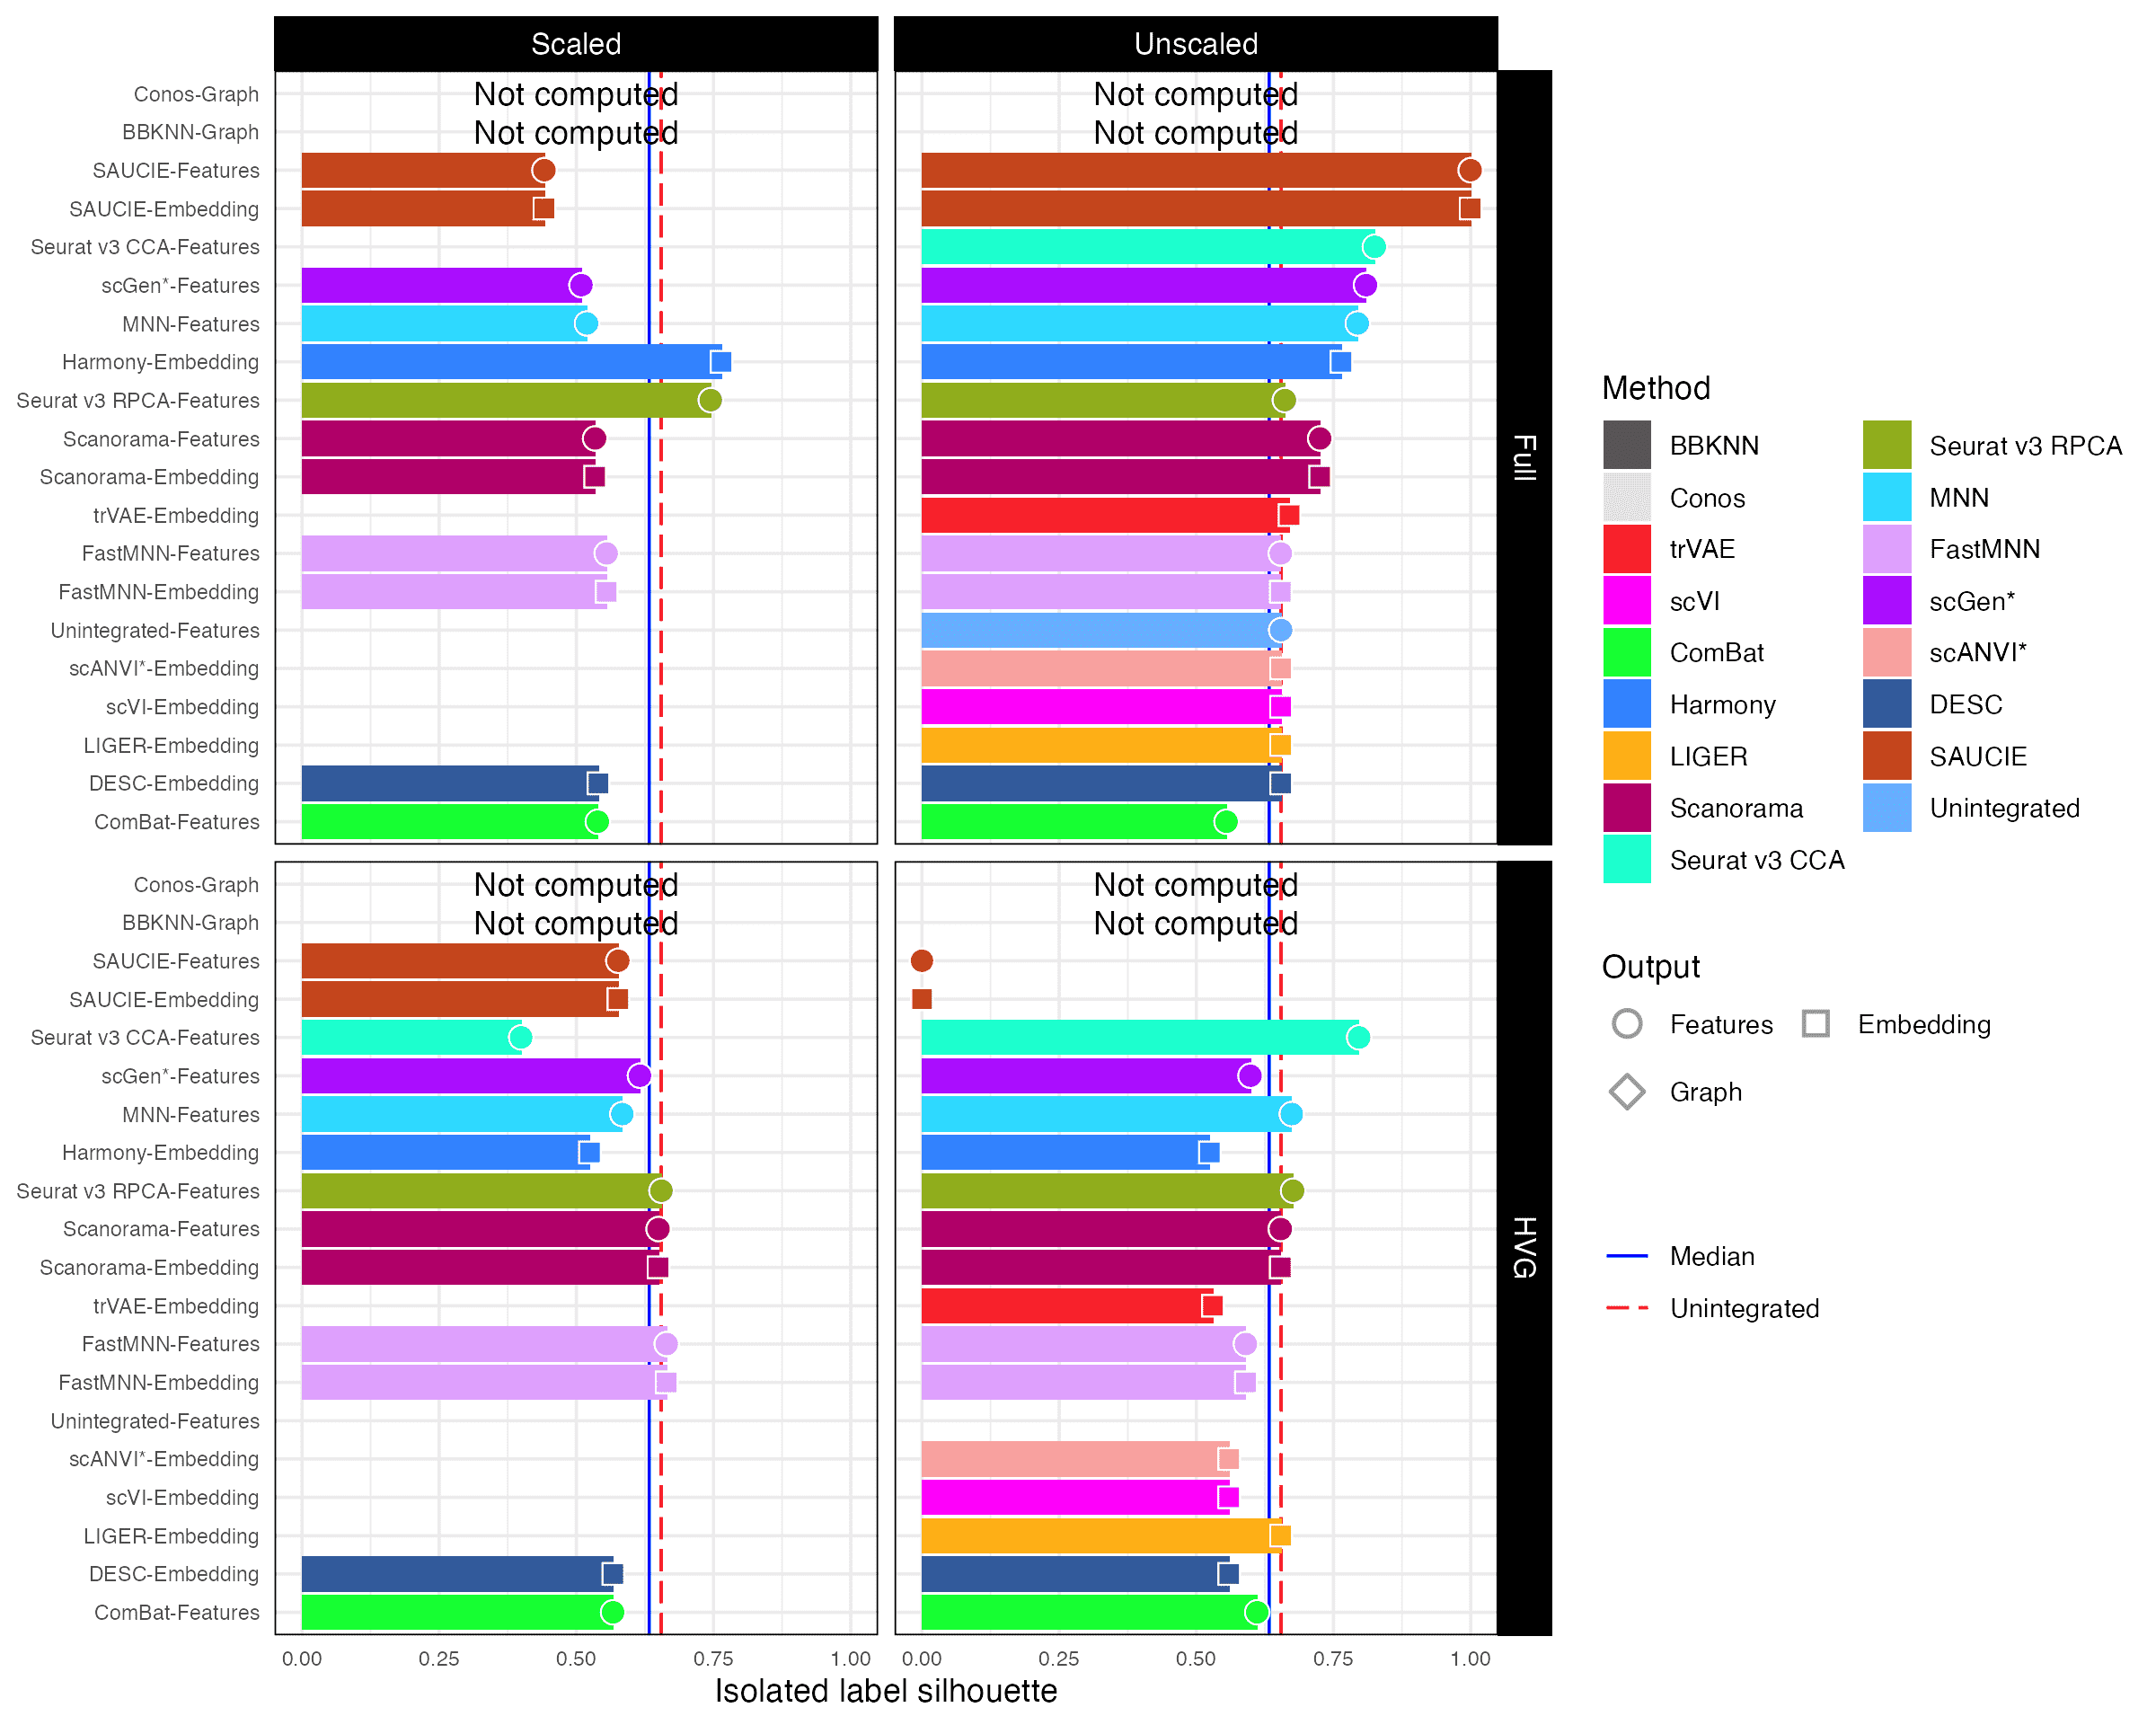 Scaled
Unscaled
Full
Conos-Graph
Not computed
Not computed
BBKNN-Graph
Not computed
Not computed
SAUCIE-Features
SAUCIE-Embedding
Seurat v3 CCA-Features
scGen*-Features
MNN-Features
Harmony-Embedding
Seurat v3 RPCA-Features
Scanorama-Features
Scanorama-Embedding
trVAE-Embedding
FastMNN-Features
FastMNN-Embedding
Unintegrated-Features
scANVI*-Embedding
scVI-Embedding
LIGER-Embedding
DESC-Embedding
ComBat-Features
HVG
Conos-Graph
Not computed
Not computed
BBKNN-Graph
Not computed
Not computed
SAUCIE-Features
SAUCIE-Embedding
Seurat v3 CCA-Features
scGen*-Features
MNN-Features
Harmony-Embedding
Seurat v3 RPCA-Features
Scanorama-Features
Scanorama-Embedding
trVAE-Embedding
FastMNN-Features
FastMNN-Embedding
Unintegrated-Features
scANVI*-Embedding
scVI-Embedding
LIGER-Embedding
DESC-Embedding
ComBat-Features
0.00 0.25 0.50 0.75 1.00
0.00 0.25 0.50 0.75 1.00
Isolated label silhouette
Method
BBKNN
Conos
trVAE
scVI
ComBat
Harmony
LIGER
Scanorama
Seurat v3 CCA
Seurat v3 RPCA
MNN
FastMNN
scGen*
scANVI*
DESC
SAUCIE
Unintegrated
Output
Features
Embedding
Graph
Median
Unintegrated